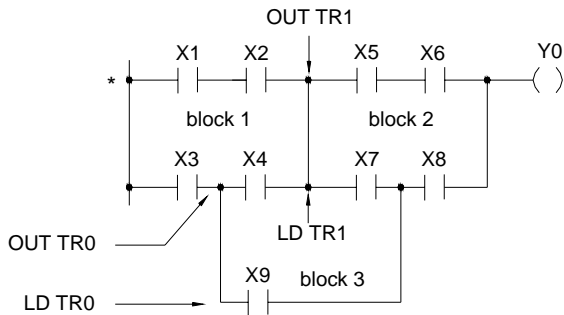 OUT TR1
X1 X2 X5 X6 Y0
*
block 1 block 2
X3 X4 X7 X8
OUT TR0 LD TR1
X9 block 3
LD TR0